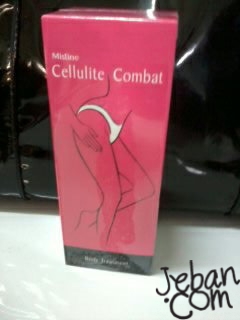 Mistine
Cellulite Combat
Body Treatment
Jeban
.com